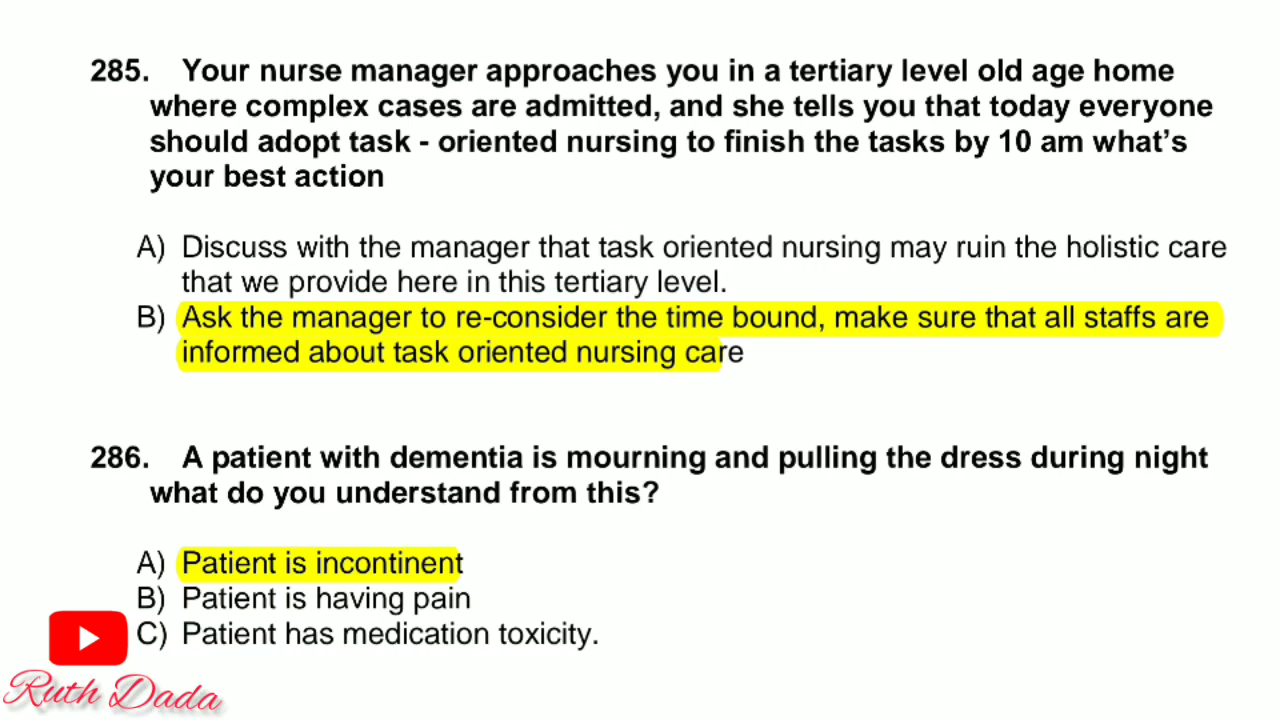 285. Your nurse manager approaches you in a tertiary level old age home
where complex cases are admitted, and she tells you that today everyone
should adopt task - oriented nursing to finish the tasks by 10 am what's
your best action
A) Discuss with the manager that task oriented nursing may ruin the holistic care
that we provide here in this tertiary level.
B) Ask the manager to re-consider the time bound, make sure that all staffs are
informed about task oriented nursing care
286. A patient with dementia is mourning and pulling the dress during night
what do you understand from this?
A) Patient is incontinent
B) Patient is having pain
C) Patient has medication toxicity.
Ruth Dada